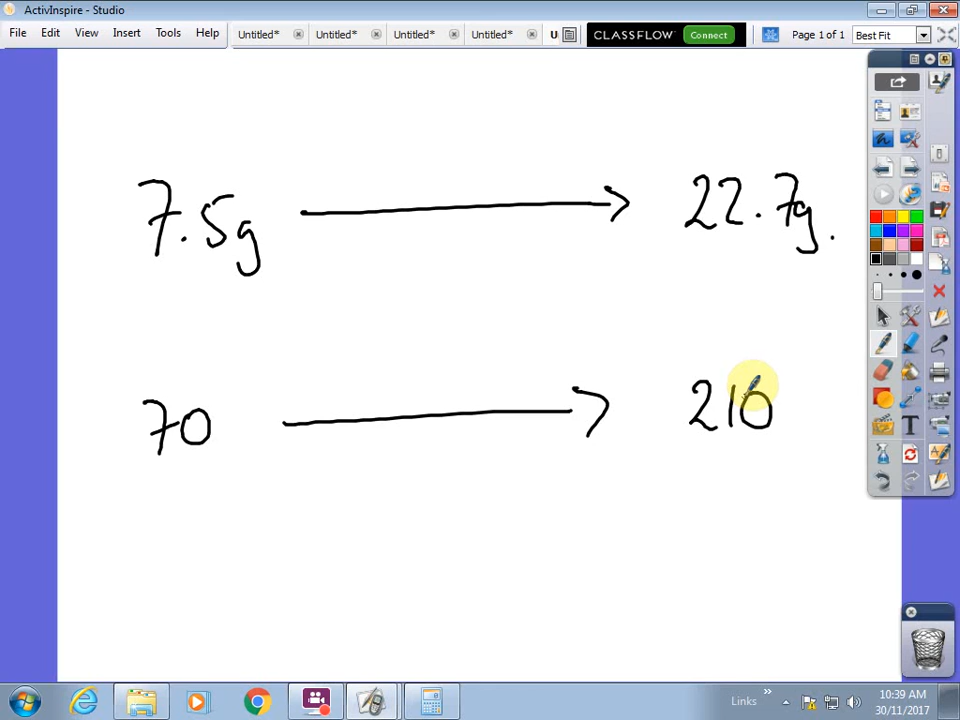 ActivInspire - Studio
File Edit View Insert Tools Help Untitled* Untitled* Untitled* Untitled* U CLASSFLOW Connect Page 1 of 1 Best Fit
7.5g → 22.7g.
70 → 210
T
Links » 10:39 AM
30/11/2017